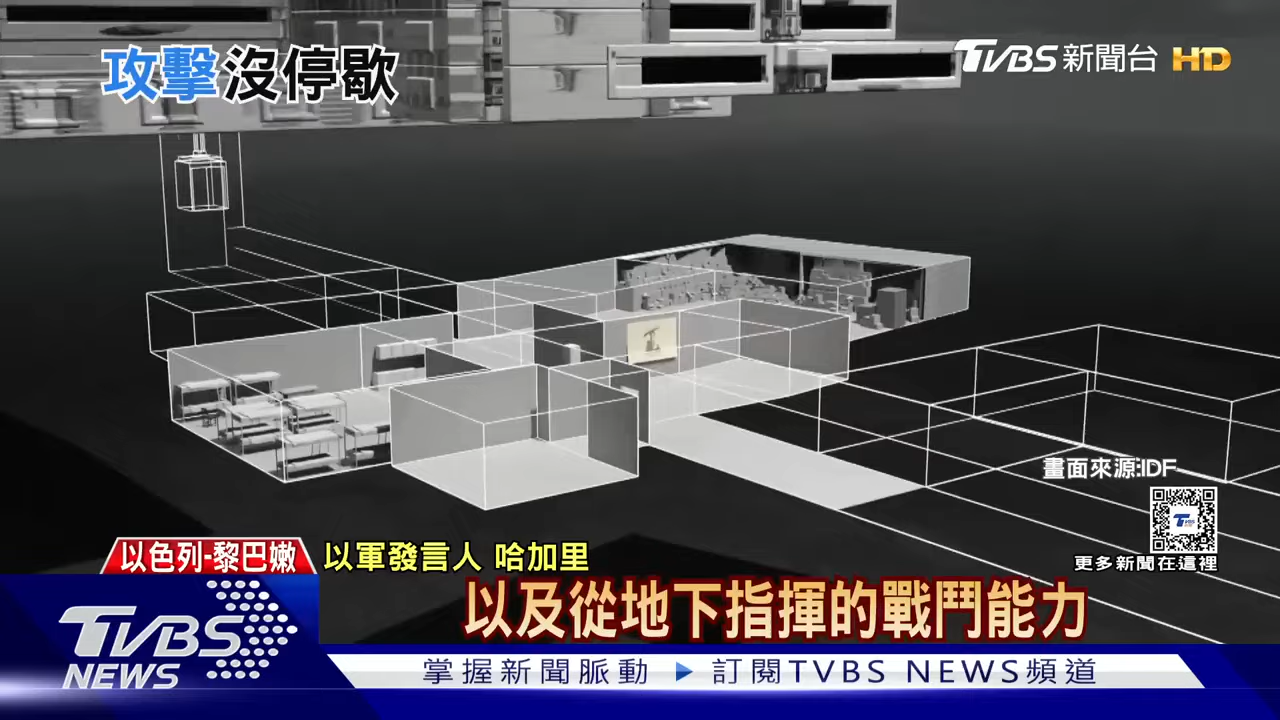 攻擊沒停歇
TVBS新聞台 HD
畫面來源:IDF
TVBS
更多新聞在這裡
以色列-黎巴嫩
以軍發言人 哈加里
以及從地下指揮的戰鬥能力
TVBS
NEWS
掌握新聞脈動 ▶ 訂閱TVBS NEWS頻道